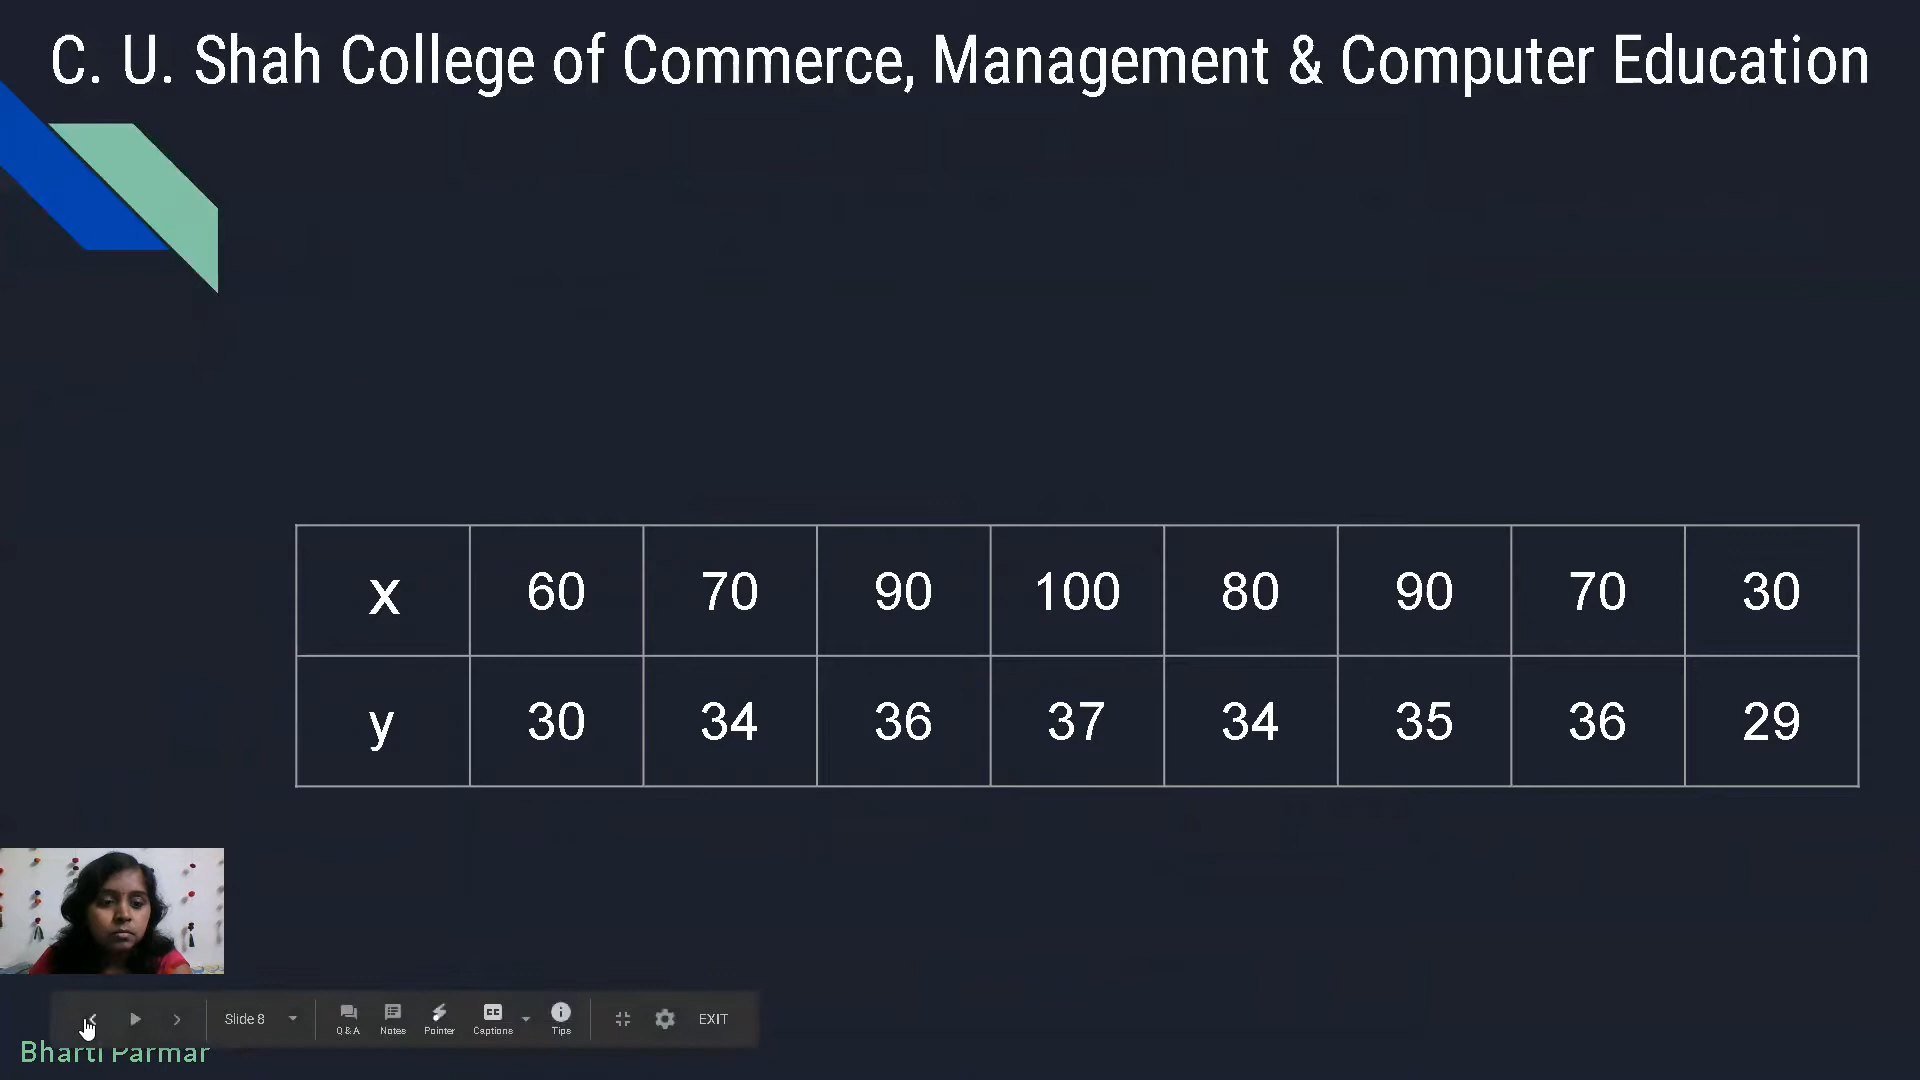 C. U. Shah College of Commerce, Management & Computer Education
x 60 70 90 100 80 90 70 30
y 30 34 36 37 34 35 36 29
Slide 8 Q & A Notes Pointer CC Captions Tips EXIT
Bharti Parmar